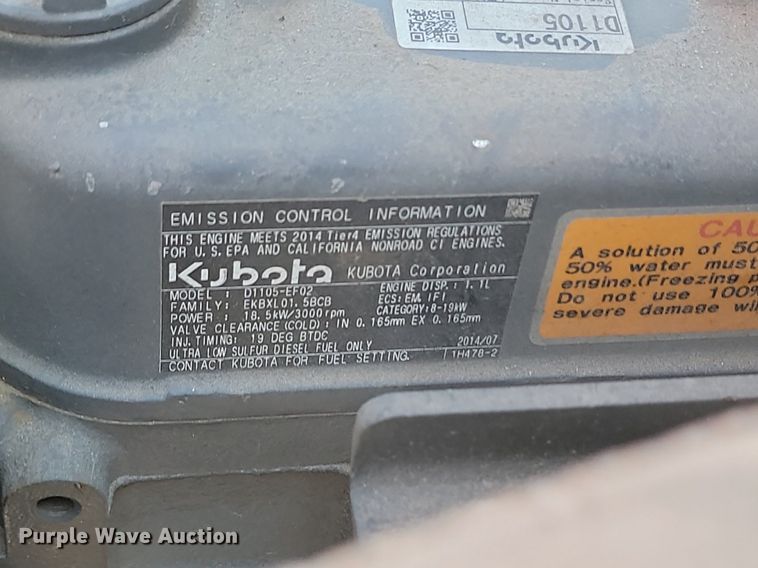 Kubota
D1105
EMISSION CONTROL INFORMATION
THIS ENGINE MEETS 2014 Tier4 EMISSION REGULATIONS
FOR U.S. EPA AND CALIFORNIA NONROAD CI ENGINES.
Kubota KUBOTA Corporation
MODEL : D1105-EF02 ENGINE DISP.: 1.1L
FAMILY : EKBXL01.5BCB ECS: EM, IFI
POWER : 18.5kW/3000rpm CATEGORY: 8-19kW
VALVE CLEARANCE (COLD) : IN 0.165mm EX 0.165mm
INJ. TIMING: 19 DEG BTDC
ULTRA LOW SULFUR DIESEL FUEL ONLY 2014/07
CONTACT KUBOTA FOR FUEL SETTING. 1H478-2
CAU
A solution of 50
50% water must
engine.(Freezing p
Do not use 100%
severe damage wil
Purple Wave Auction